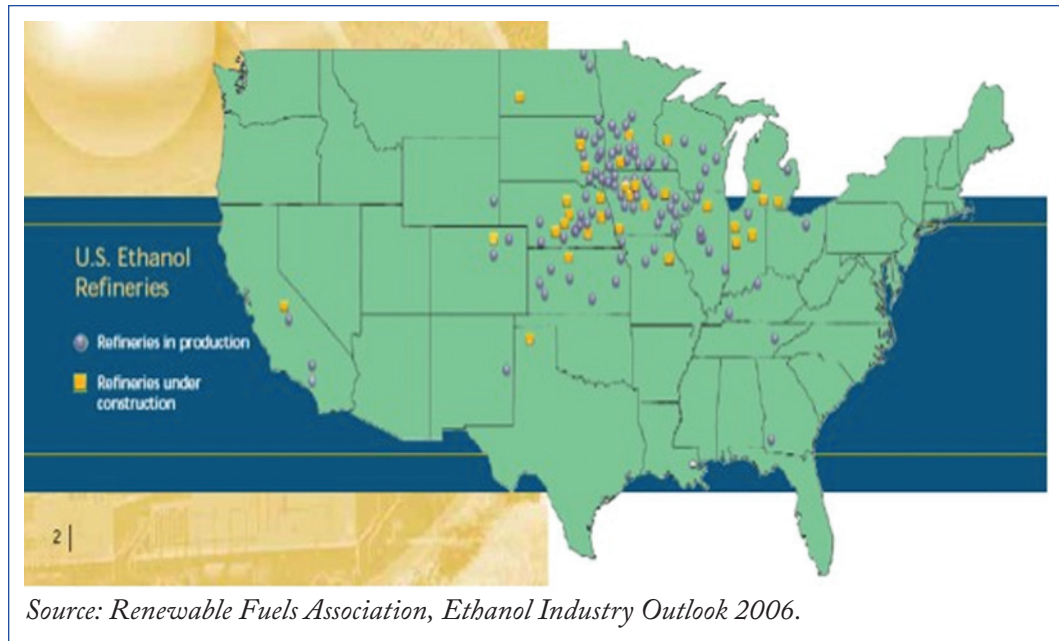 U.S. Ethanol
Refineries
Refineries in production
Refineries under
construction
2
Source: Renewable Fuels Association, Ethanol Industry Outlook 2006.